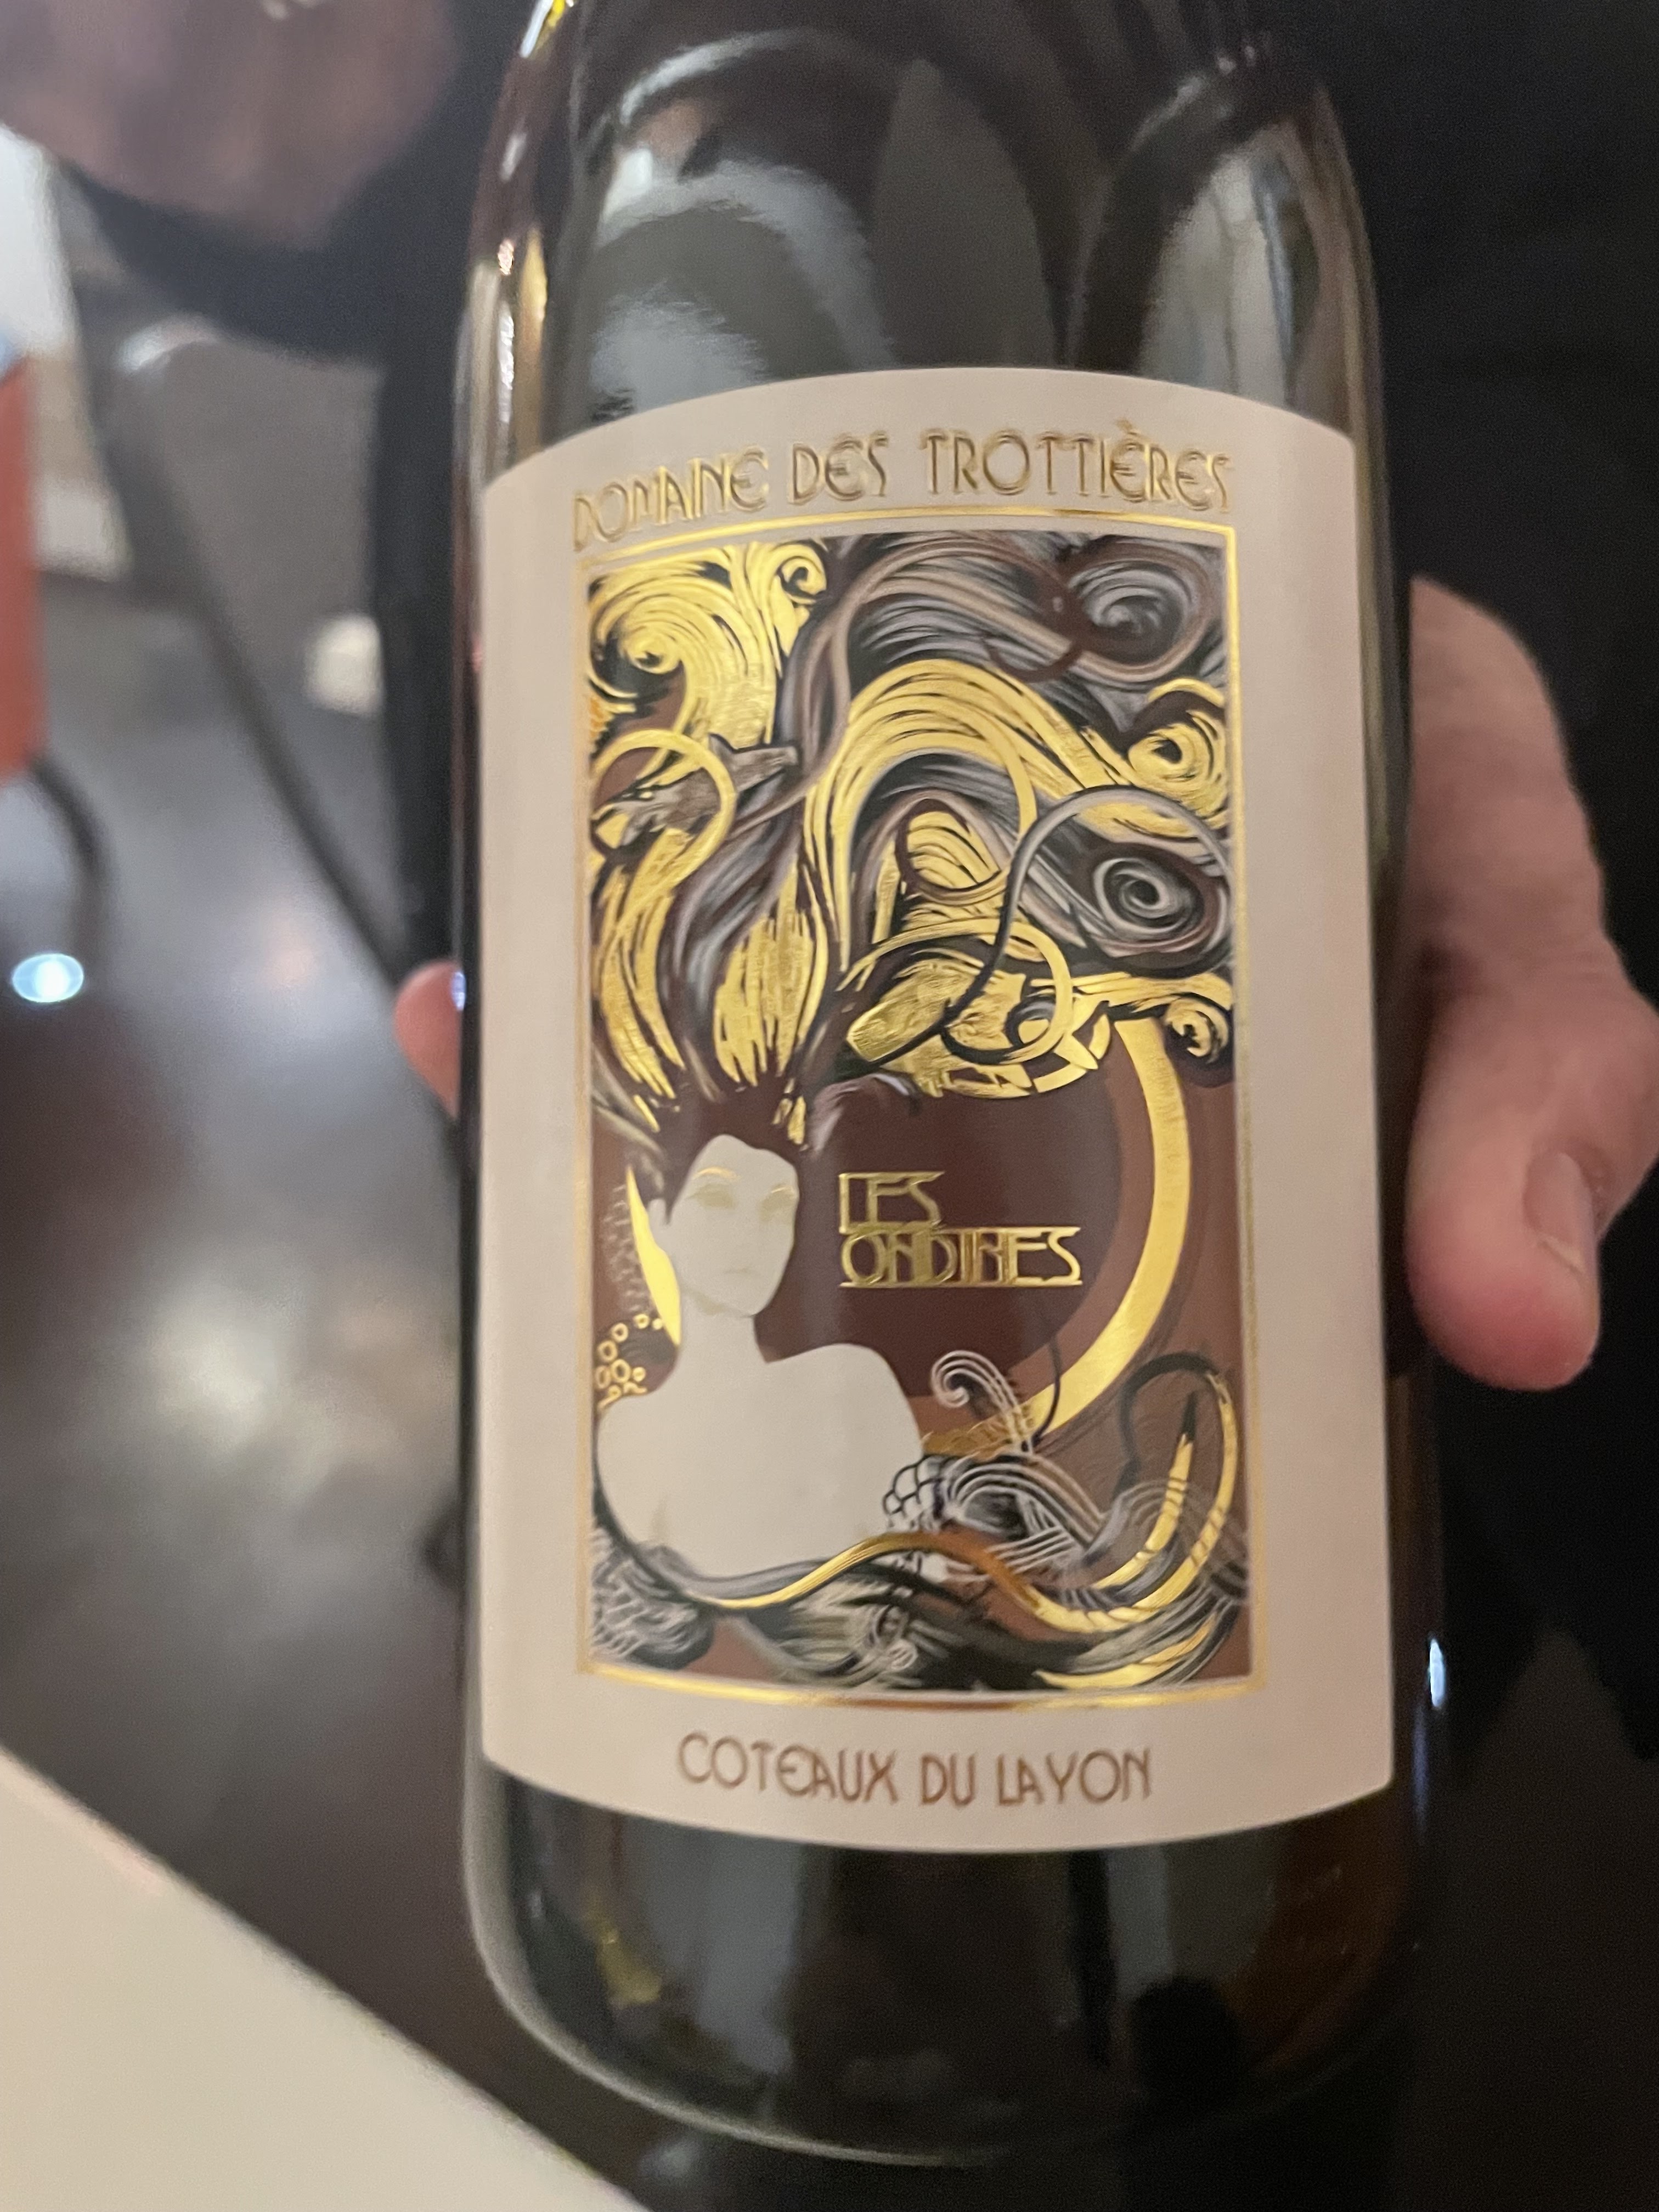 DOMAINE DES TROTTIÈRES
LES
ONDINES
COTEAUX DU LAYON